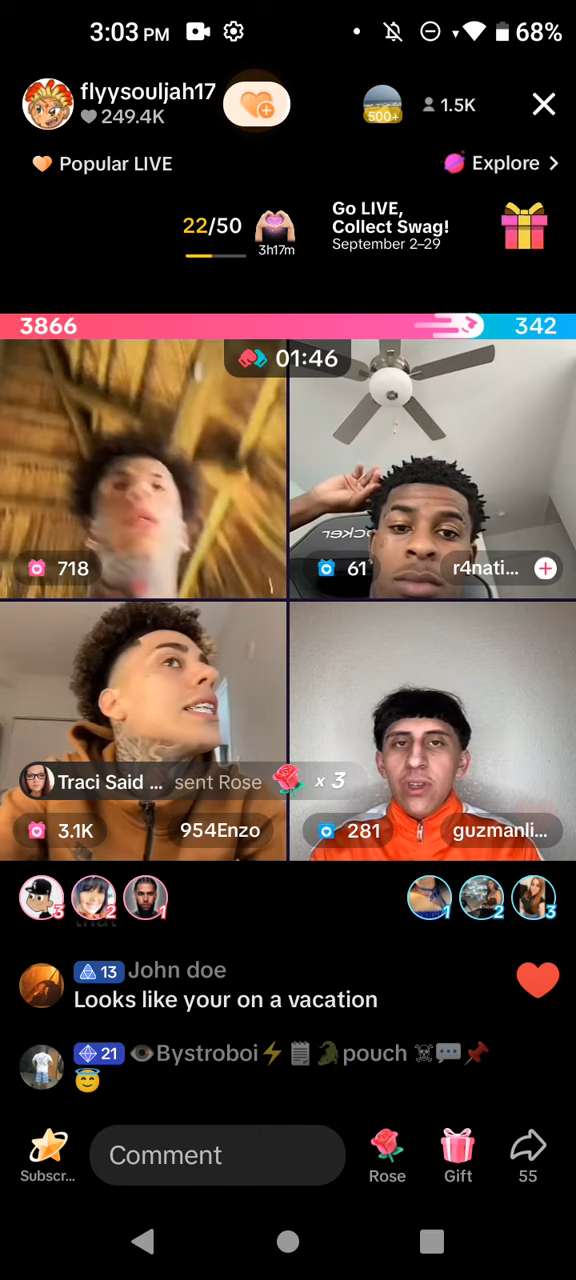 3:03 PM
68%
flyysouljah17
249.4K
500+
1.5K
Popular LIVE
Explore >
22/50
3h17m
Go LIVE,
Collect Swag!
September 2–29
3866
342
01:46
718
61
r4nati...
Traci Said ... sent Rose x 3
3.1K
954Enzo
281
guzmanli...
3
2
1
1
2
3
that
13 John doe
Looks like your on a vacation
21 👁️Bystroboi⚡🗒️🐊pouch ☠️💬📌
😇
Subscr...
Comment
Rose
Gift
55